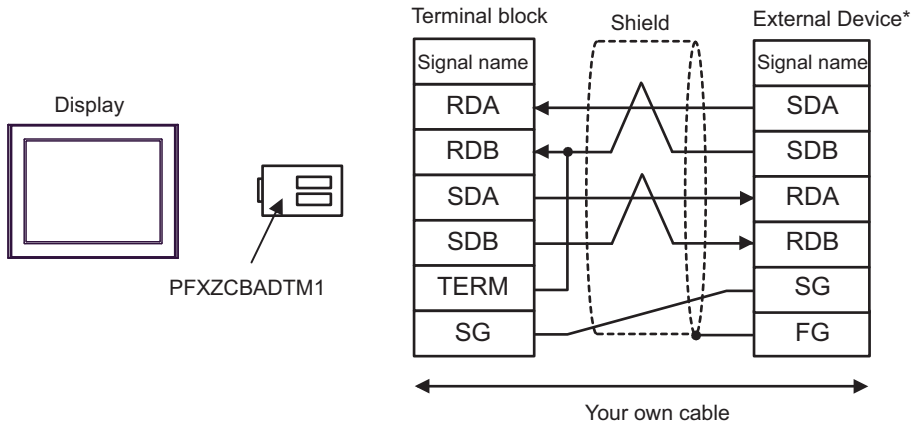 Terminal block
Shield
External Device*
Signal name
Signal name
Display
RDA
SDA
RDB
SDB
SDA
RDA
SDB
RDB
PFXZCBADTM1
TERM
SG
SG
FG
Your own cable